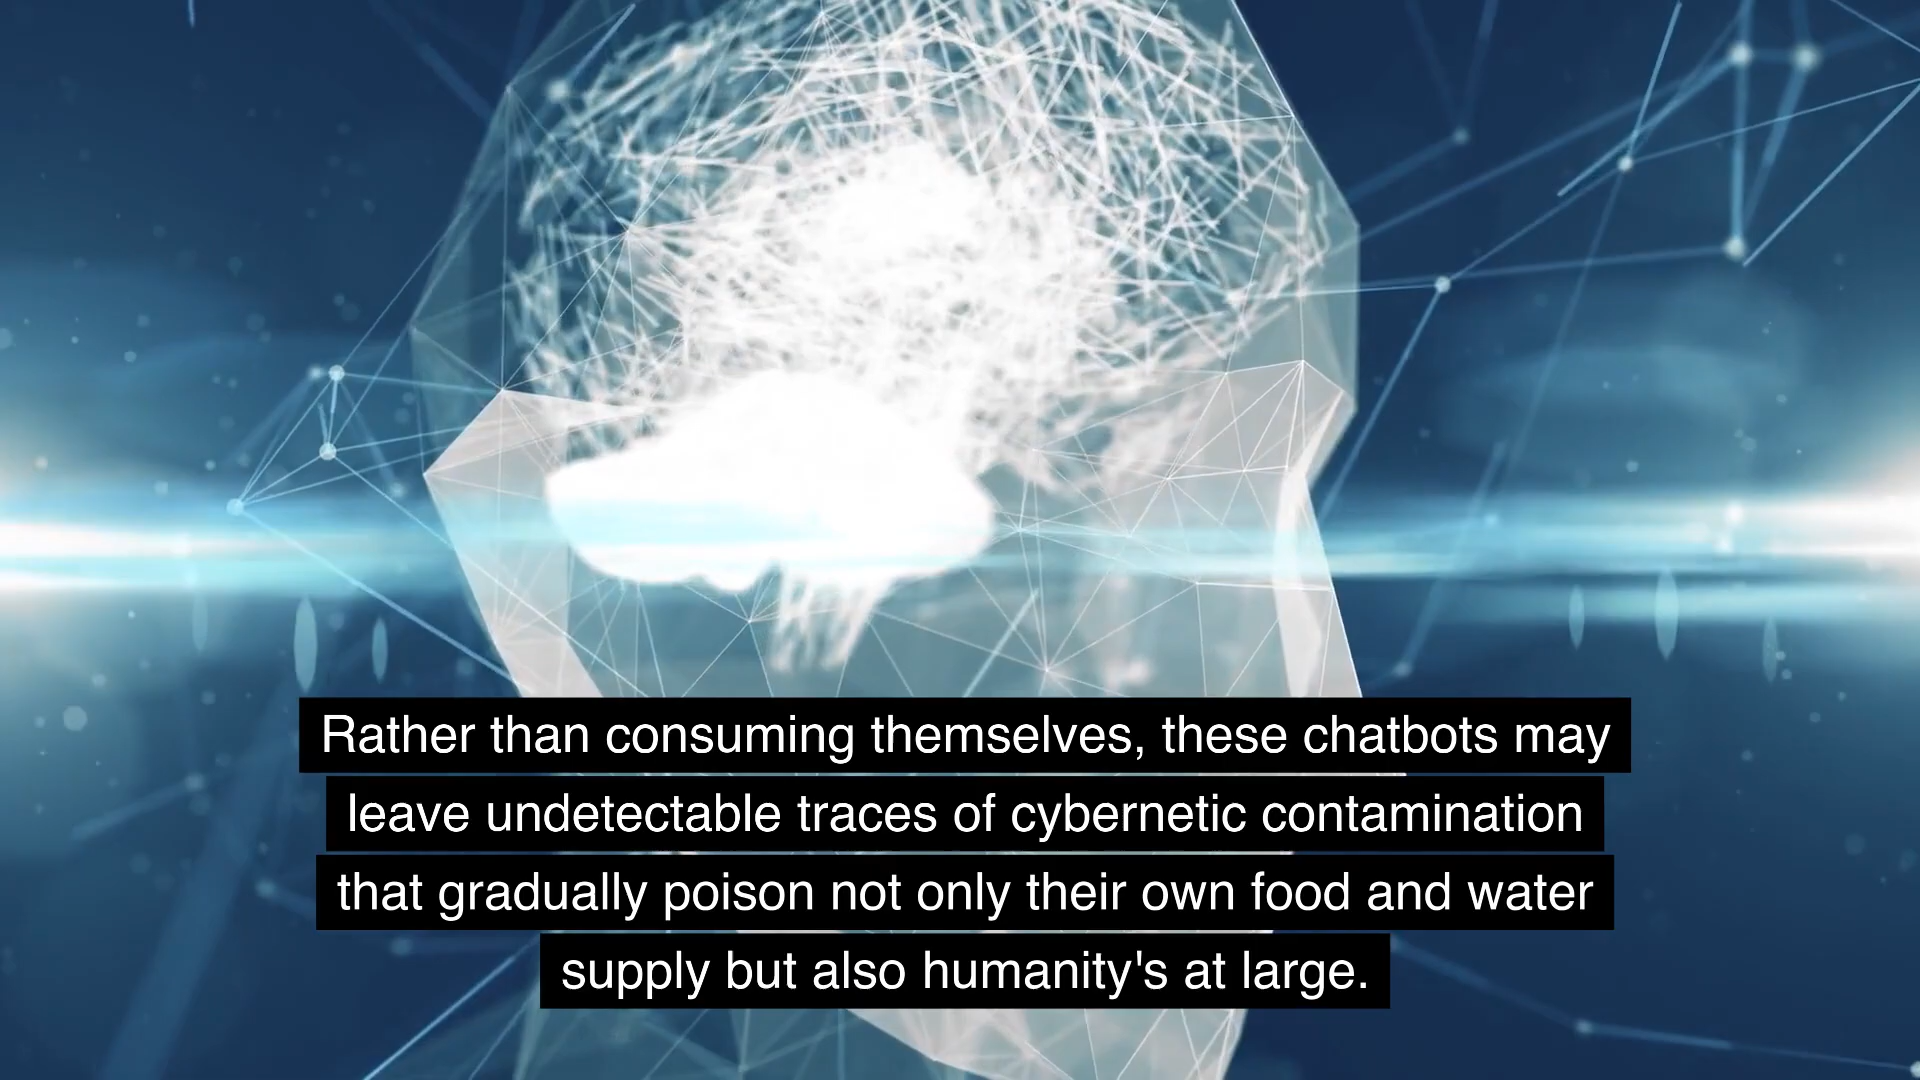 Rather than consuming themselves, these chatbots may
leave undetectable traces of cybernetic contamination
that gradually poison not only their own food and water
supply but also humanity's at large.